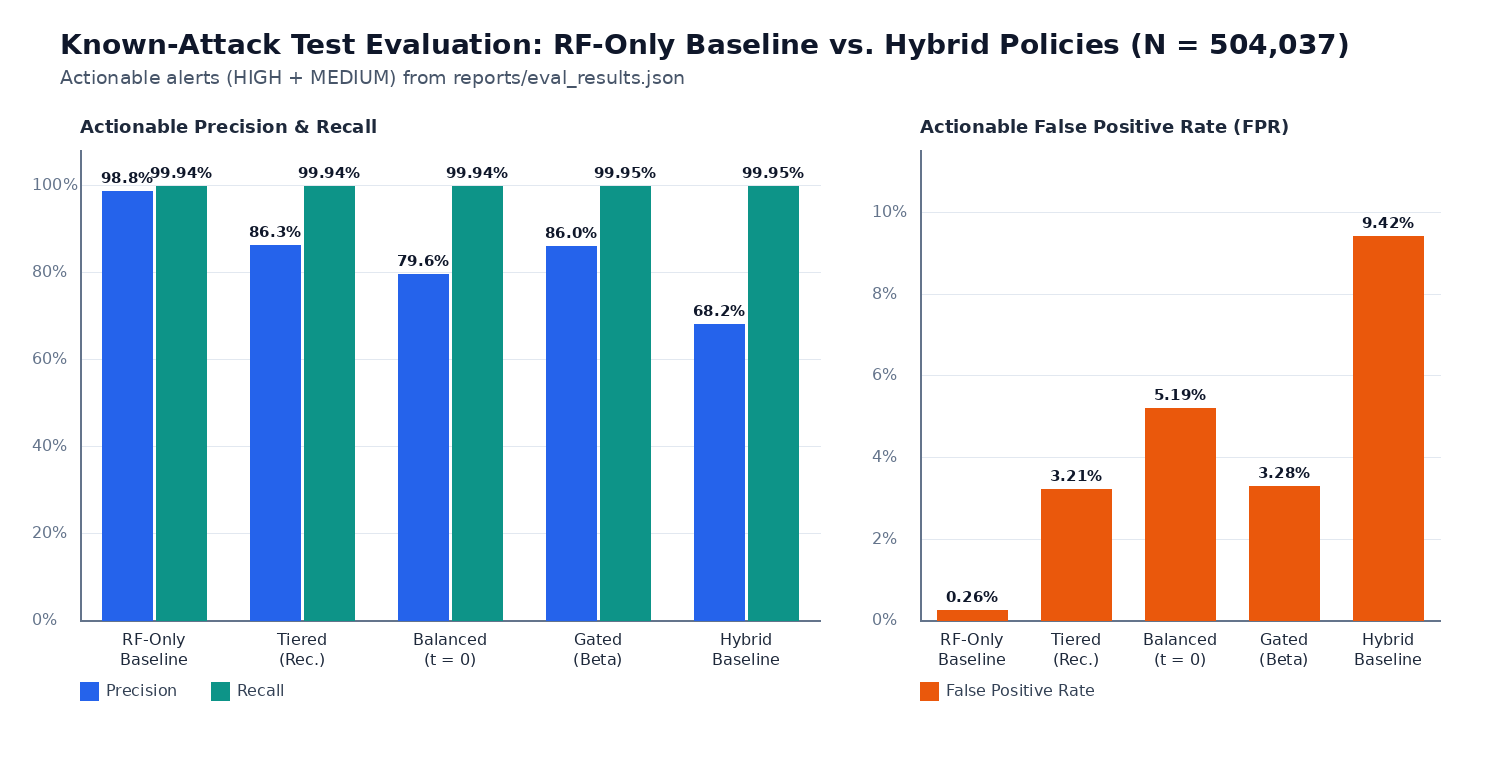 Known-Attack Test Evaluation: RF-Only Baseline vs. Hybrid Policies (N = 504,037)
Actionable alerts (HIGH + MEDIUM) from reports/eval_results.json
Actionable Precision & Recall
100%
80%
60%
40%
20%
0%
98.8%
99.94%
86.3%
99.94%
79.6%
99.94%
86.0%
99.95%
68.2%
99.95%
RF-Only
Baseline
Tiered
(Rec.)
Balanced
(t = 0)
Gated
(Beta)
Hybrid
Baseline
Precision
Recall
Actionable False Positive Rate (FPR)
10%
8%
6%
4%
2%
0%
0.26%
3.21%
5.19%
3.28%
9.42%
RF-Only
Baseline
Tiered
(Rec.)
Balanced
(t = 0)
Gated
(Beta)
Hybrid
Baseline
False Positive Rate